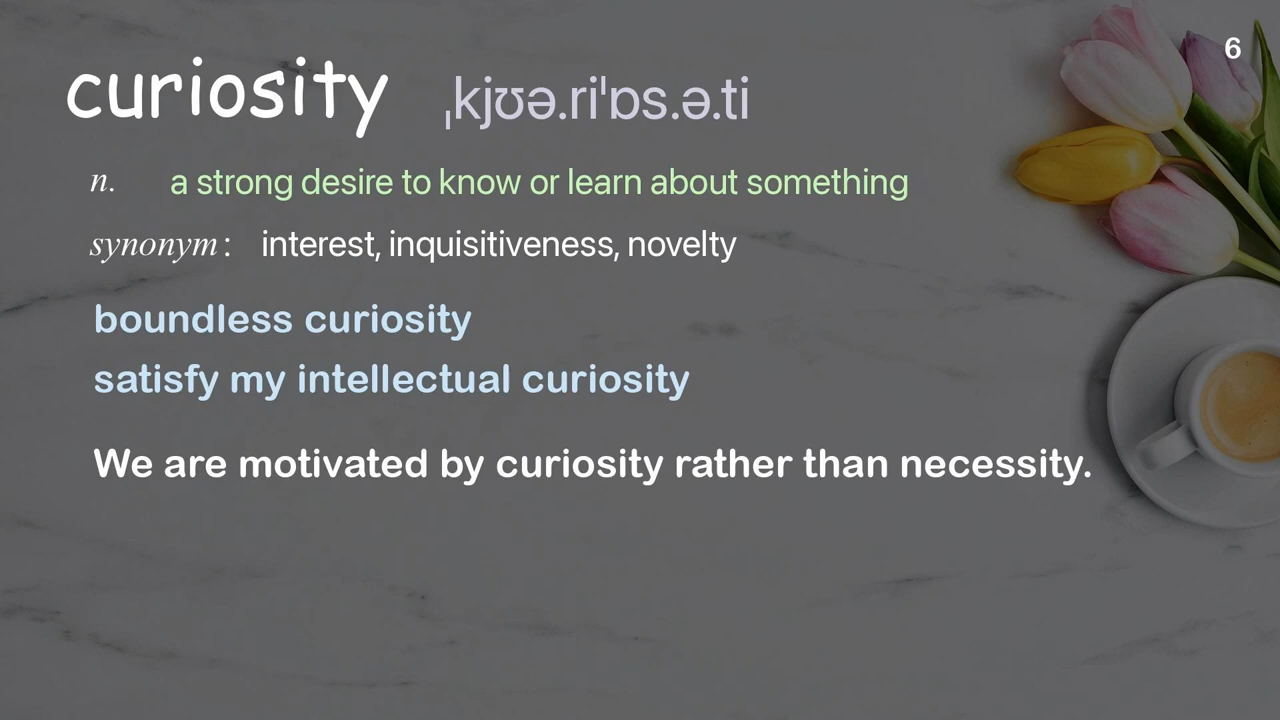 6
curiosity ˌkjʊə.riˈɒs.ə.ti
n. a strong desire to know or learn about something
synonym: interest, inquisitiveness, novelty
boundless curiosity
satisfy my intellectual curiosity
We are motivated by curiosity rather than necessity.